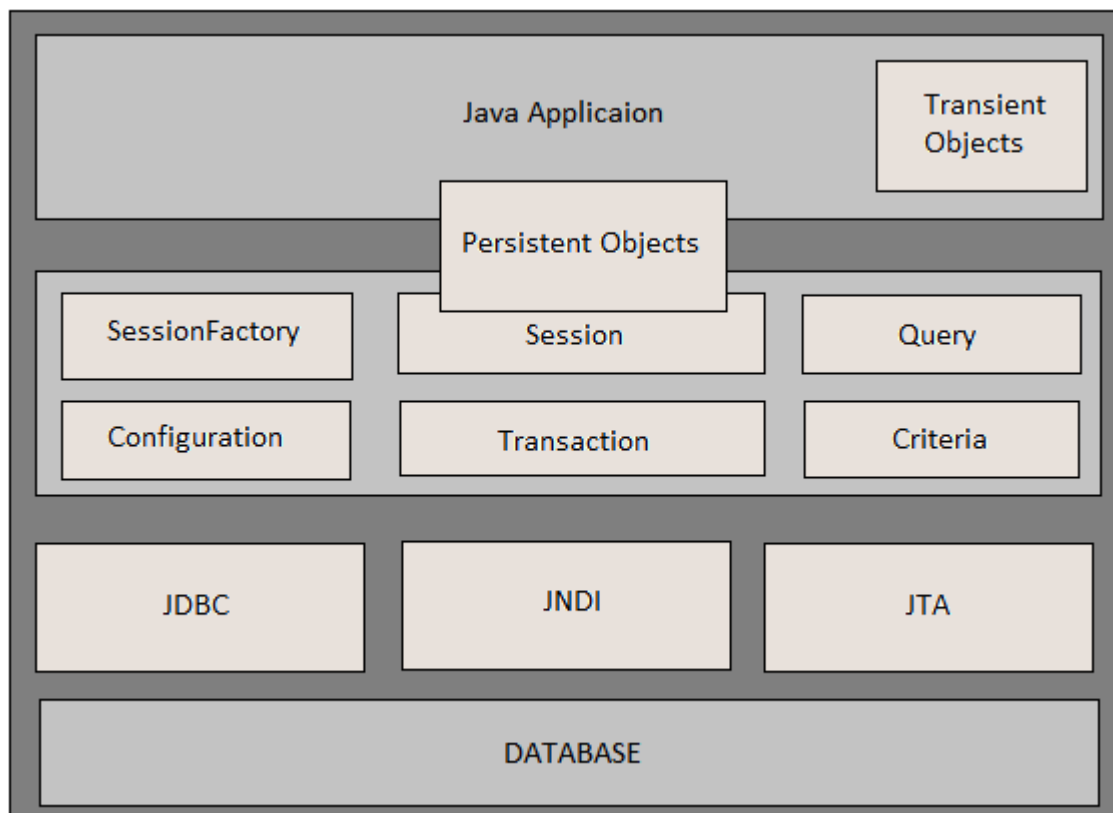 Java Applicaion
Transient
Objects
Persistent Objects
SessionFactory
Session
Query
Configuration
Transaction
Criteria
JDBC
JNDI
JTA
DATABASE